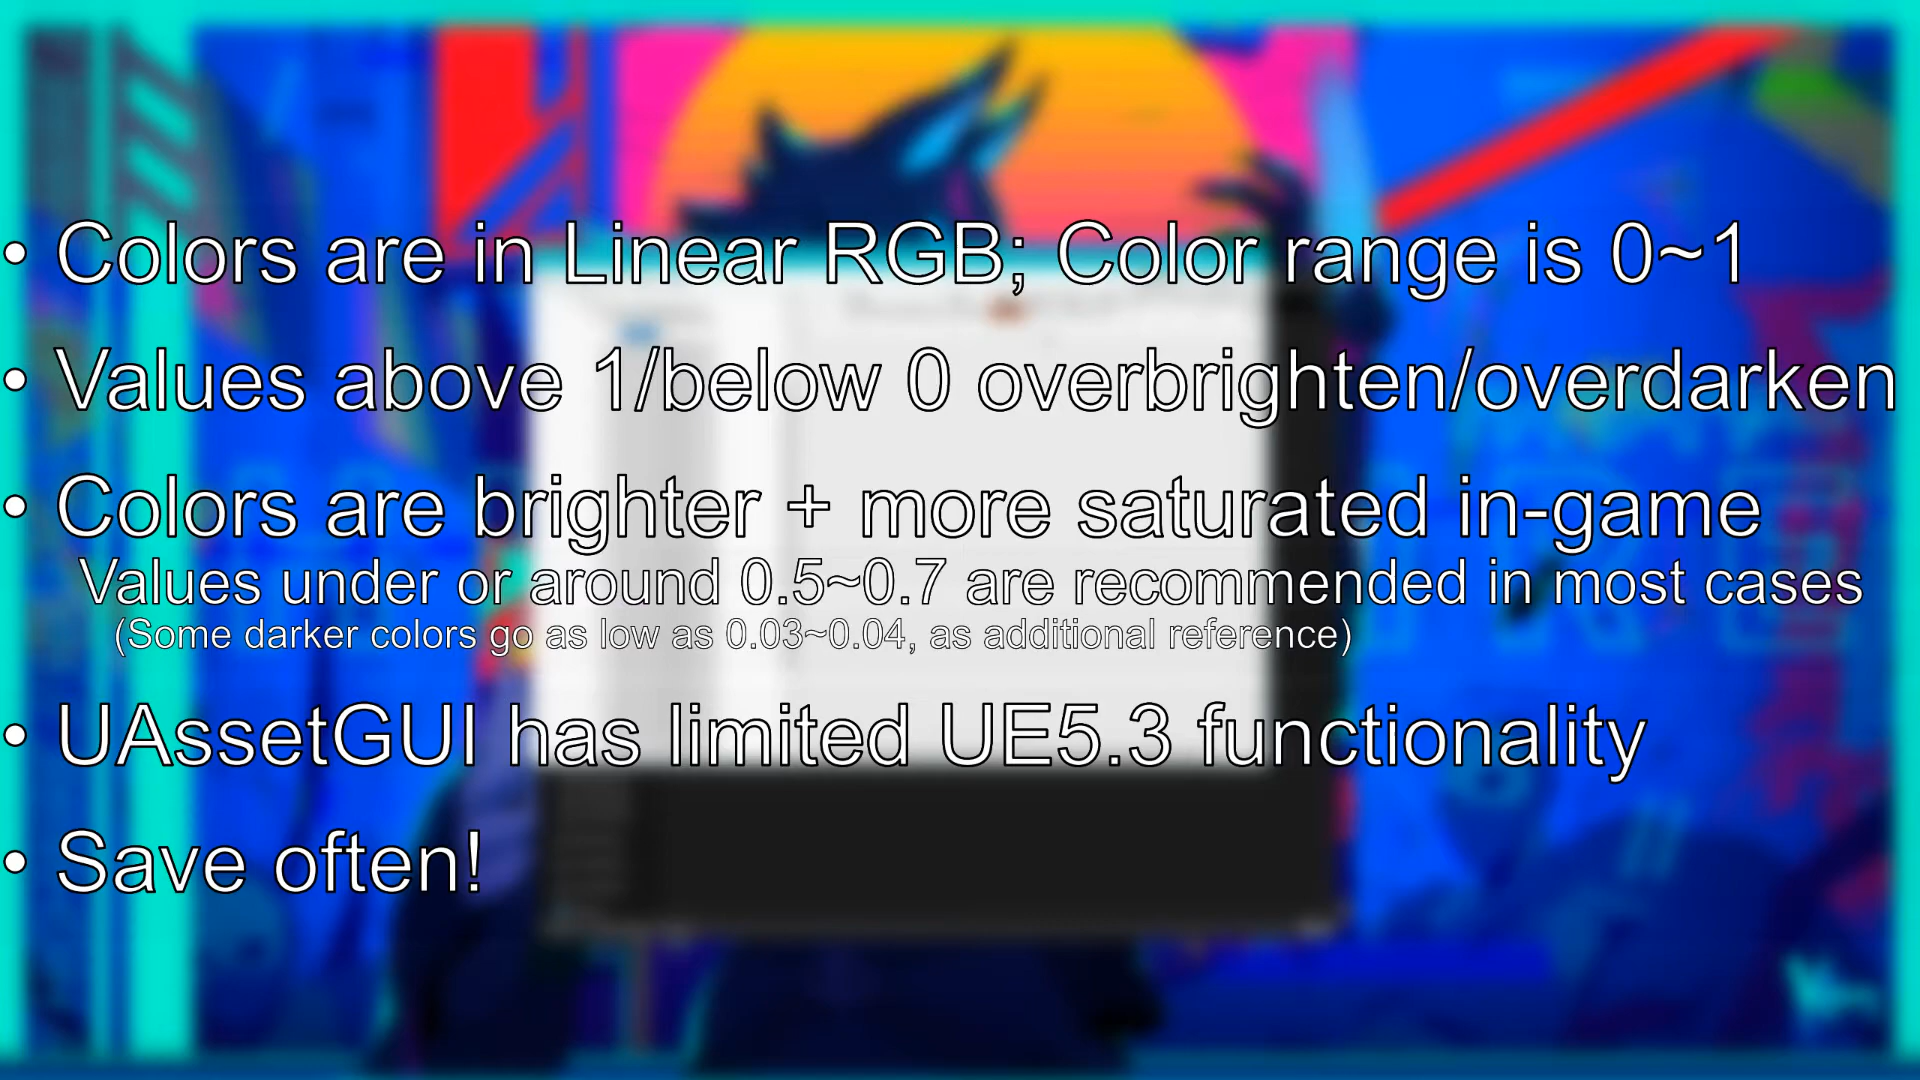 • Colors are in Linear RGB; Color range is 0~1
• Values above 1/below 0 overbrighten/overdarken
• Colors are brighter + more saturated in-game
Values under or around 0.5~0.7 are recommended in most cases
(Some darker colors go as low as 0.03~0.04, as additional reference)
• UAssetGUI has limited UE5.3 functionality
• Save often!